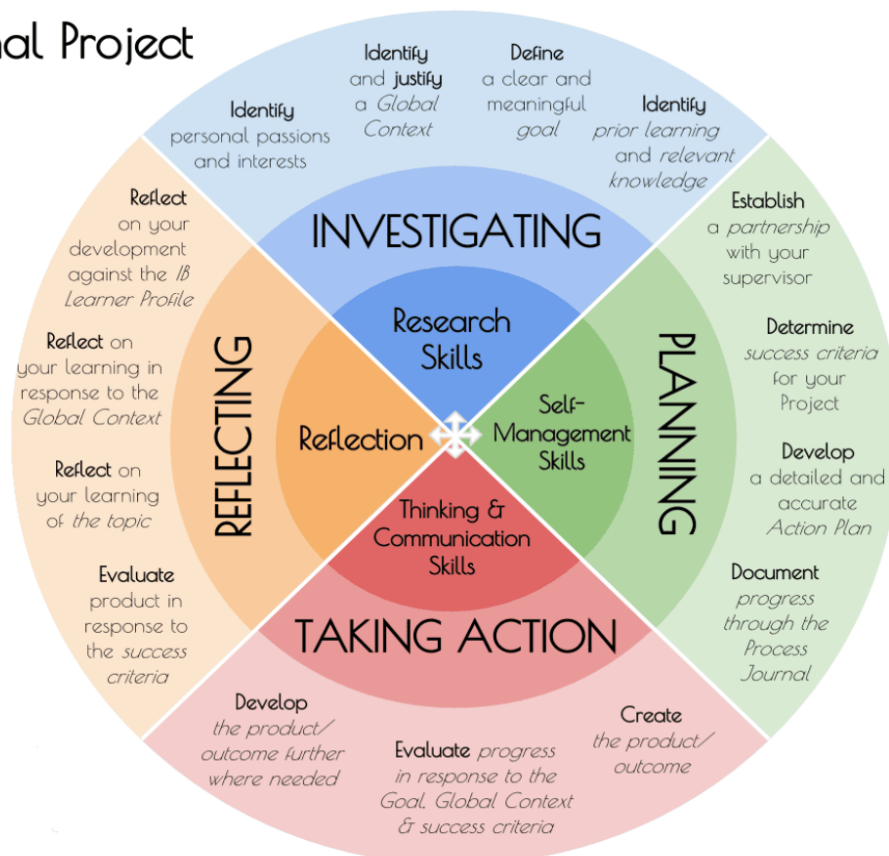 nal Project
Identify
personal passions
and interests
Identify
and justify
a Global
Context
Define
a clear and
meaningful
goal
Identify
prior learning
and relevant
knowledge
INVESTIGATING
Research
Skills
Establish
a partnership
with your
supervisor
Determine
success criteria
for your
Project
Develop
a detailed and
accurate
Action Plan
Document
progress
through the
Process
Journal
PLANNING
Self-
Management
Skills
Create
the product/
outcome
Evaluate progress
in response to the
Goal, Global Context
& success criteria
Develop
the product/
outcome further
where needed
TAKING ACTION
Thinking &
Communication
Skills
Evaluate
product in
response to
the success
criteria
Reflect on
your learning
of the topic
Reflect on
your learning in
response to the
Global Context
Reflect
on your
development
against the IB
Learner Profile
REFLECTING
Reflection